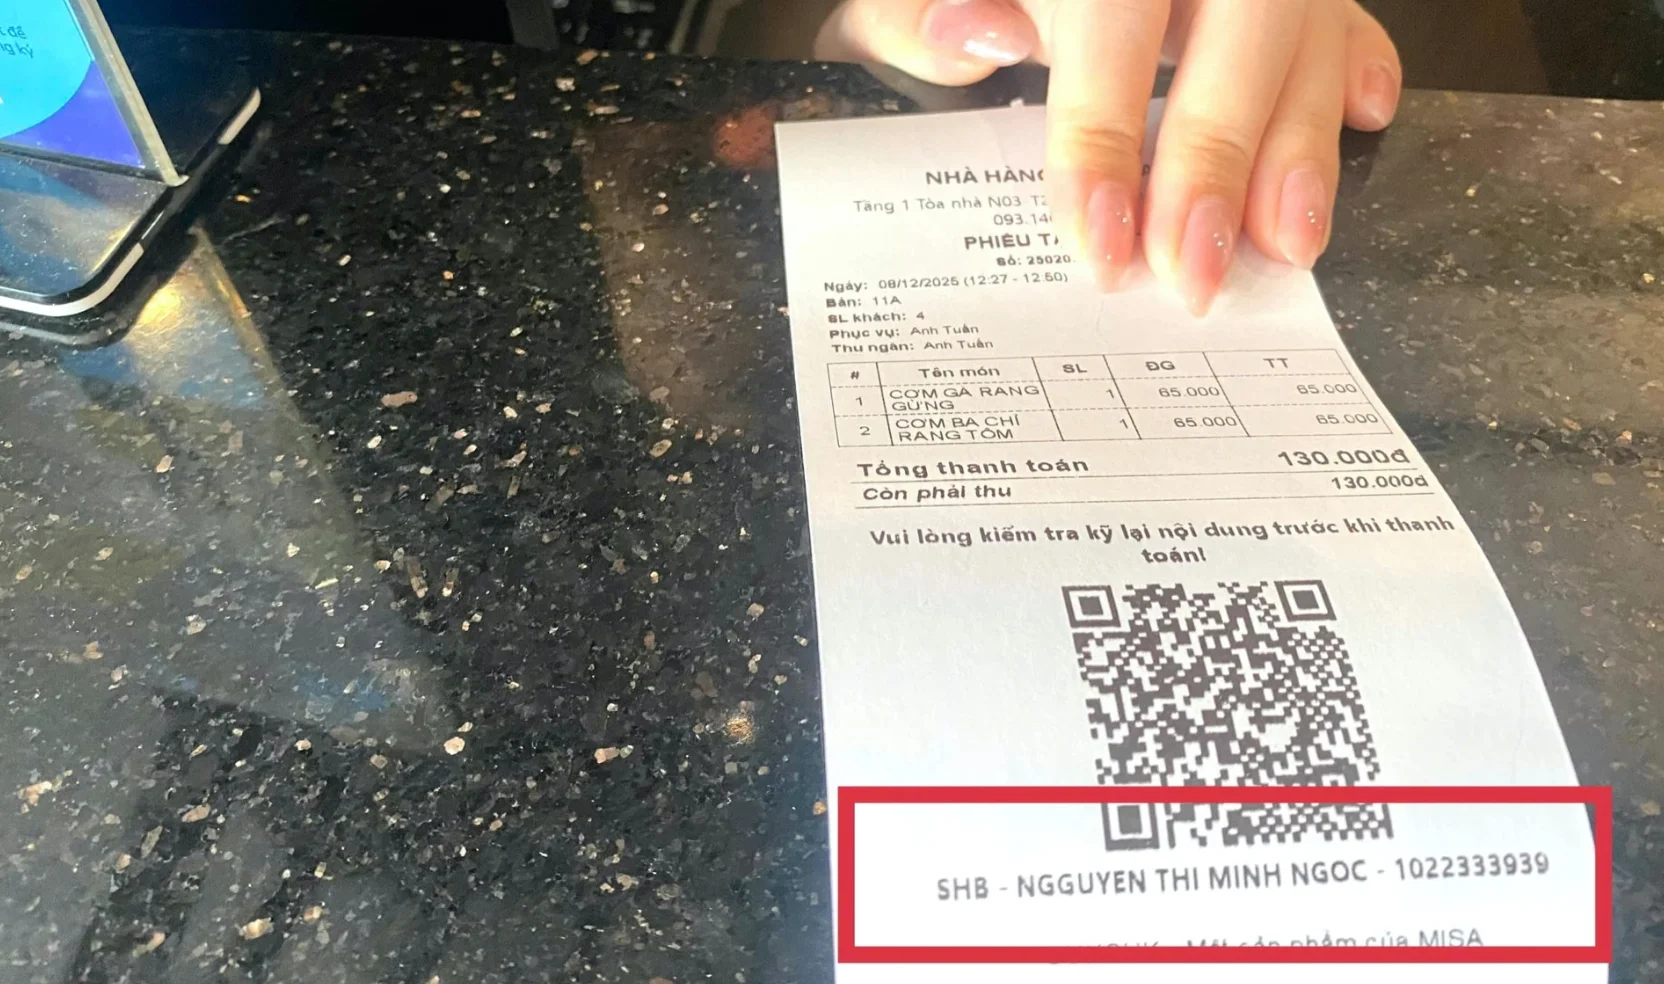 để
ng ký
NHÀ HÀNG
Tầng 1 Tòa nhà N03
093.14
PHIẾU
Số: 25020
Ngày: 08/12/2025 (12:27 - 12:50)
Bàn: 11A
SL khách: 4
Phục vụ: Anh Tuấn
Thu ngân: Anh Tuấn
# Tên món SL ĐG TT
1 CƠM GÀ RANG GỪNG 1 65.000 65.000
2 CƠM BA CHỈ RANG TÔM 1 65.000 65.000
Tổng thanh toán 130.000đ
Còn phải thu 130.000đ
Vui lòng kiểm tra kỹ lại nội dung trước khi thanh
toán!
SHB - NGGUYEN THI MINH NGOC - 1022333939
Một sản phẩm của MISA